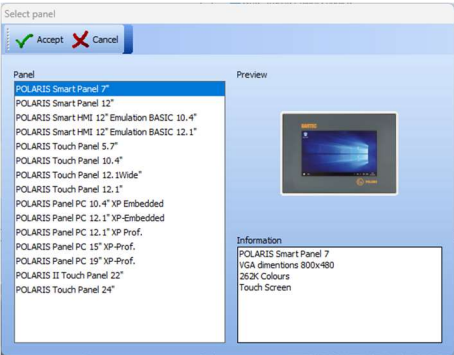 Select panel
Accept
Cancel
Panel
POLARIS Smart Panel 7"
POLARIS Smart Panel 12"
POLARIS Smart HMI 12" Emulation BASIC 10.4"
POLARIS Smart HMI 12" Emulation BASIC 12.1"
POLARIS Touch Panel 5.7"
POLARIS Touch Panel 10.4"
POLARIS Touch Panel 12.1Wide"
POLARIS Touch Panel 12.1"
POLARIS Panel PC 10.4" XP Embedded
POLARIS Panel PC 12.1" XP-Embedded
POLARIS Panel PC 12.1" XP Prof.
POLARIS Panel PC 15" XP-Prof.
POLARIS Panel PC 19" XP-Prof.
POLARIS II Touch Panel 22"
POLARIS Touch Panel 24"
Preview
Information
POLARIS Smart Panel 7
VGA dimentions 800x480
262K Colours
Touch Screen